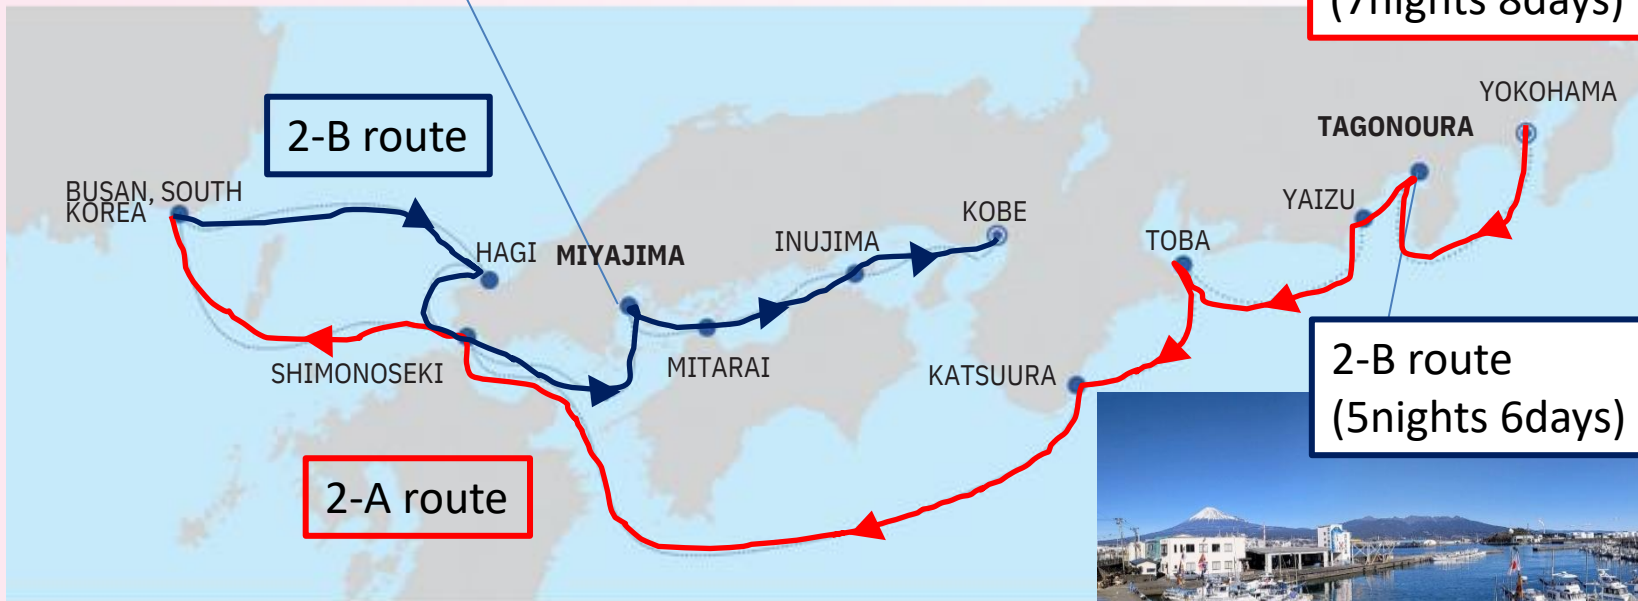 (7nights 8days)
YOKOHAMA
TAGONOURA
2-B route
BUSAN, SOUTH
KOREA
YAIZU
KOBE
INUJIMA
TOBA
HAGI
MIYAJIMA
SHIMONOSEKI
MITARAI
KATSUURA
2-B route
(5nights 6days)
2-A route